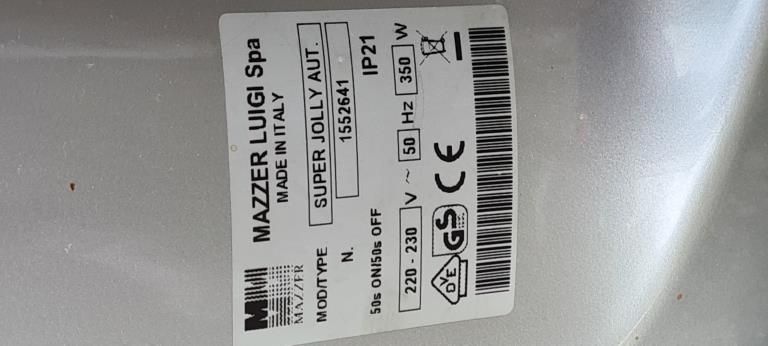 MAZZER
MAZZER LUIGI Spa
MADE IN ITALY
MOD/TYPE SUPER JOLLY AUT.
N. 1552641
50s ON/50s OFF IP21
220 - 230 V ~ 50 Hz 350 W
DVE GS CE